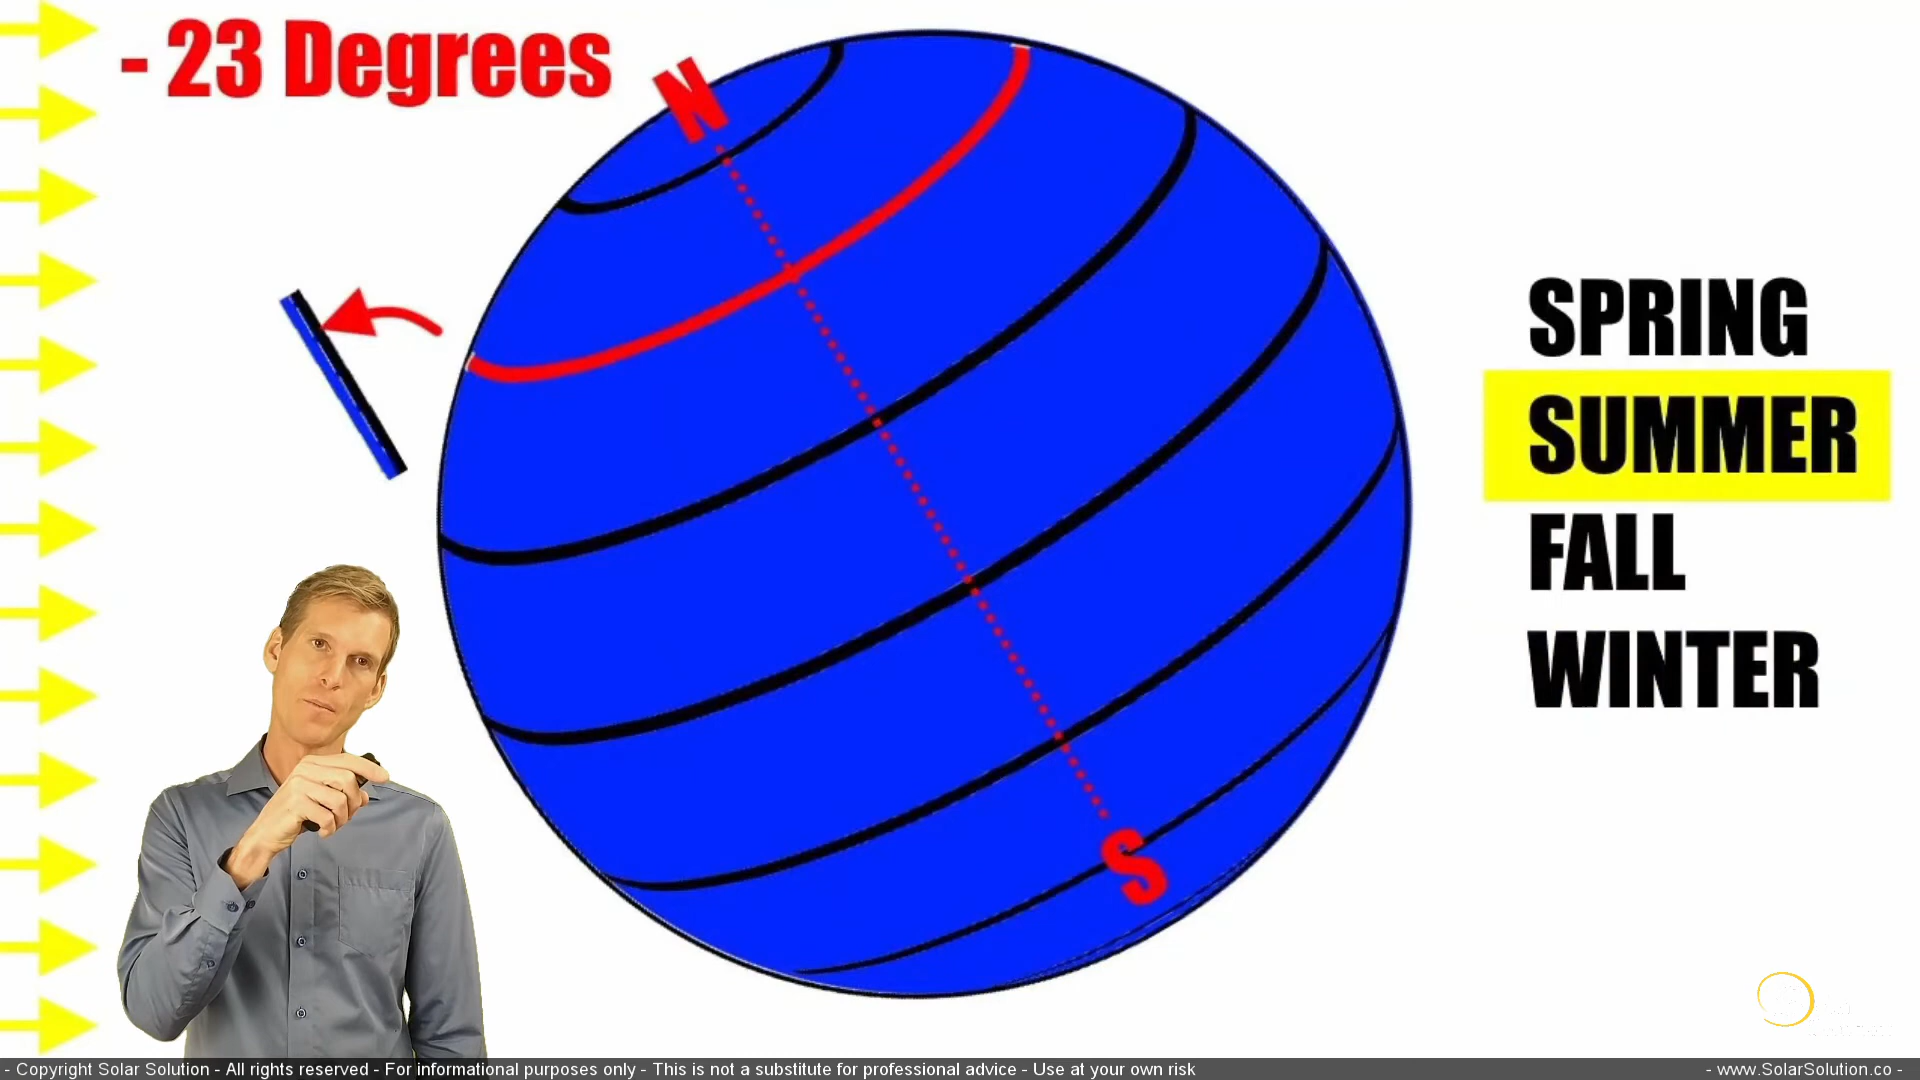 - 23 Degrees
N
SPRING
SUMMER
FALL
WINTER
S
- Copyright Solar Solution - All rights reserved - For informational purposes only - This is not a substitute for professional advice - Use at your own risk
- www.SolarSolution.co -